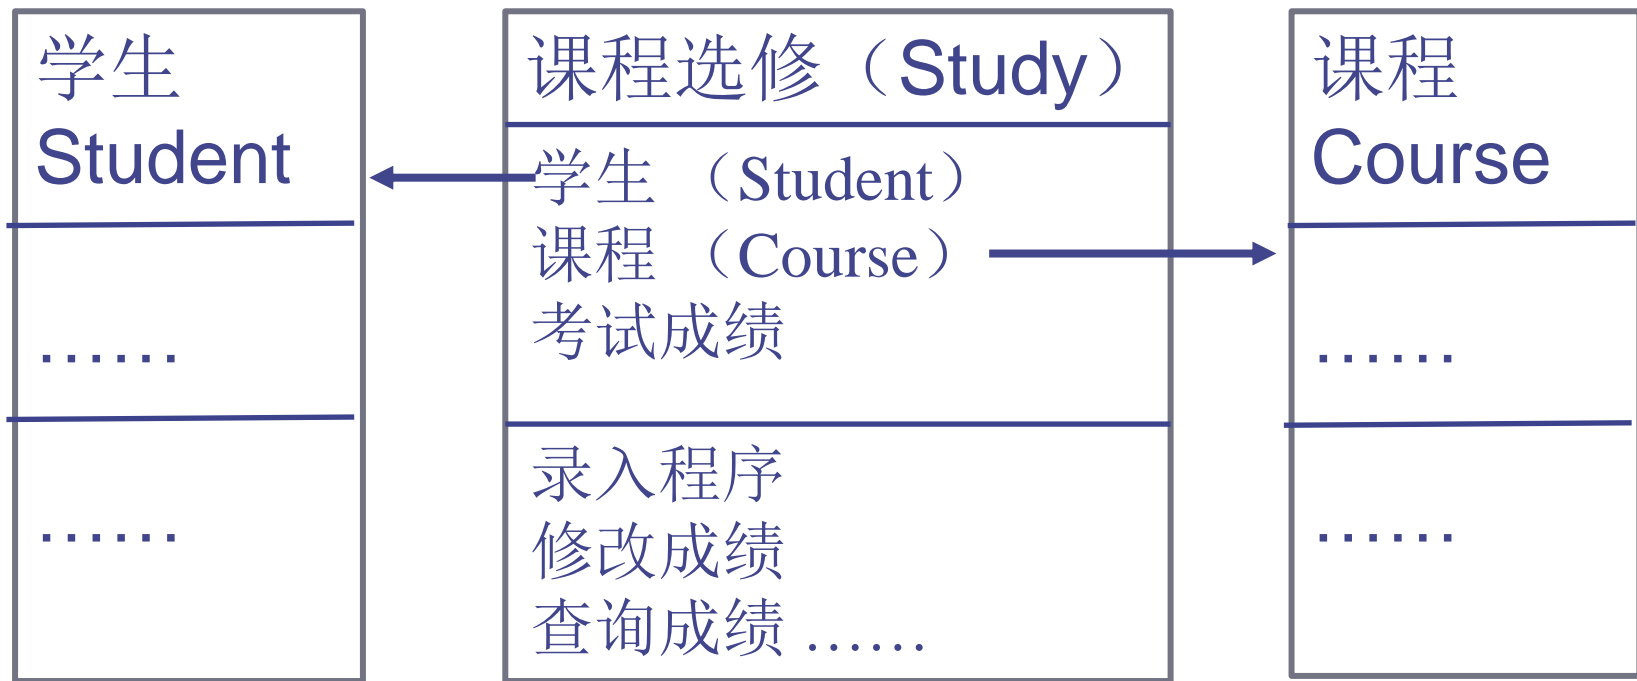 学生
Student
……
……
课程选修（Study）
学生 （Student）
课程 （Course）
考试成绩
录入程序
修改成绩
查询成绩 ……
课程
Course
……
……